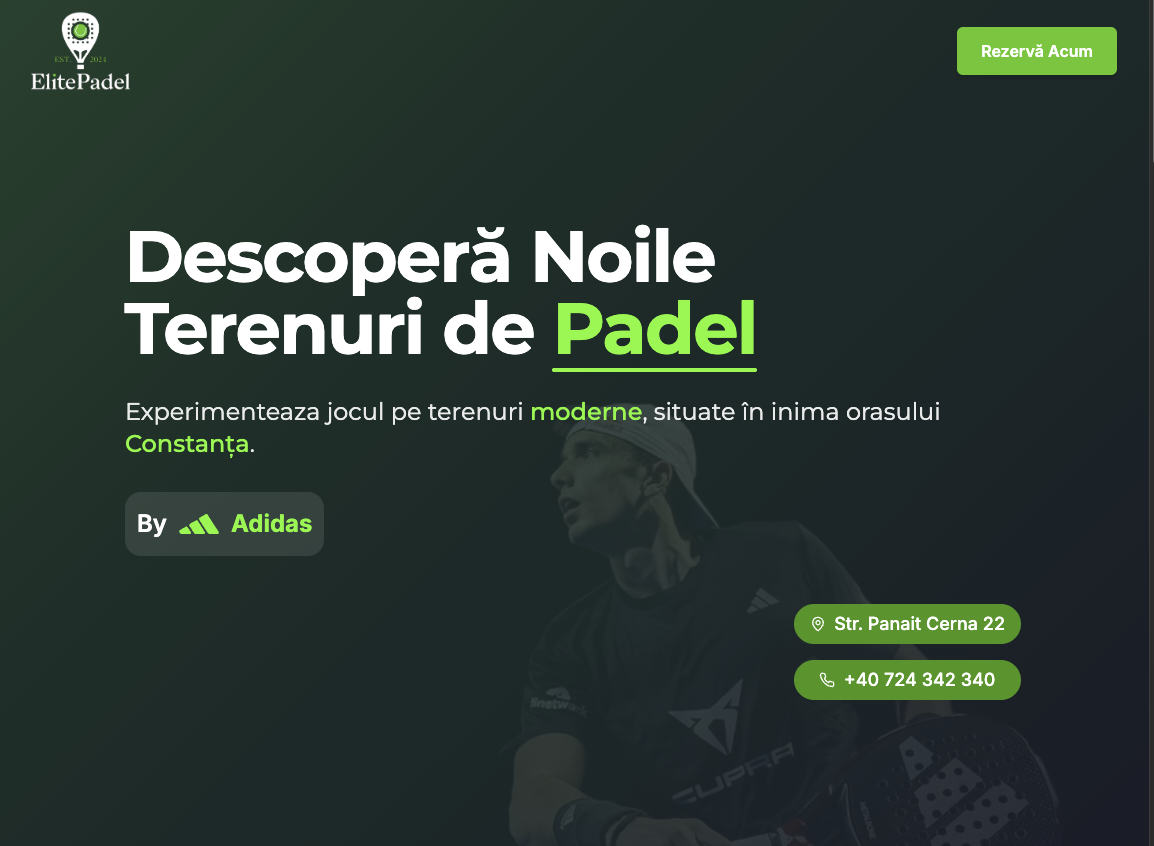 EST. 2024
ElitePadel
Rezervă Acum
Descoperă Noile
Terenuri de Padel
Experimenteaza jocul pe terenuri moderne, situate în inima orasului
Constanța.
By Adidas
Str. Panait Cerna 22
+40 724 342 340
CUPRA